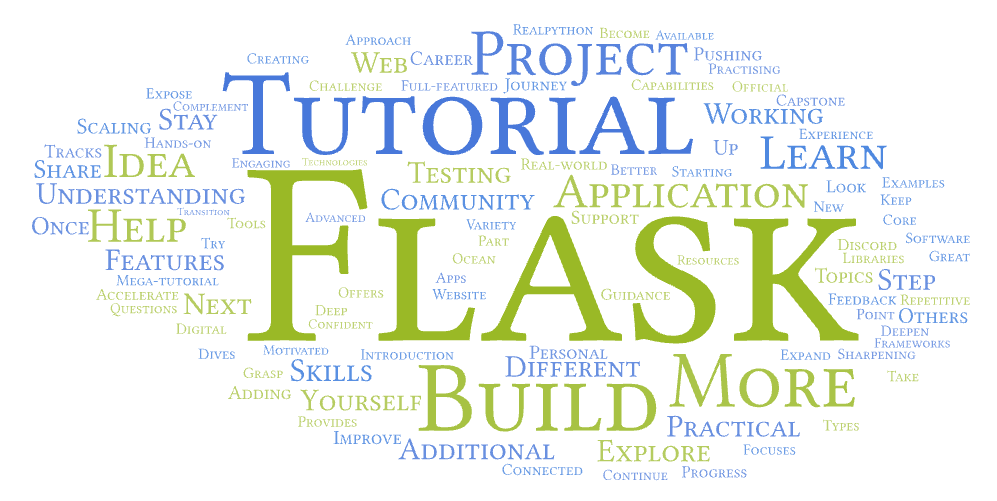 Realpython
Become
Available
Approach
Project
Creating
Web
Career
Pushing
Practising
Challenge
Full-featured
Journey
Capabilities
Official
Expose
Complement
Tutorial
Working
Capstone
Scaling
Stay
Experience
Hands-on
Up
Learn
Tracks
Idea
Share
Engaging
Technologies
Testing
Real-world
Better
Starting
Understanding
Community
Application
Look
Examples
Keep
Once
Help
Transition
Tools
Advanced
Variety
Support
New
Core
Flask
Try
Part
Discord
Software
Features
Ocean
Resources
Libraries
Great
Mega-tutorial
Apps
Topics
Step
Accelerate
Next
Offers
Website
Guidance
Feedback
Repetitive
Questions
Deep
Point
Others
Digital
Confident
Deepen
Frameworks
Dives
Motivated
Introduction
Personal
Expand
Sharpening
Grasp
Skills
Different
More
Take
Adding
Yourself
Build
Provides
Practical
Types
Improve
Additional
Explore
Focuses
Connected
Continue
Progress